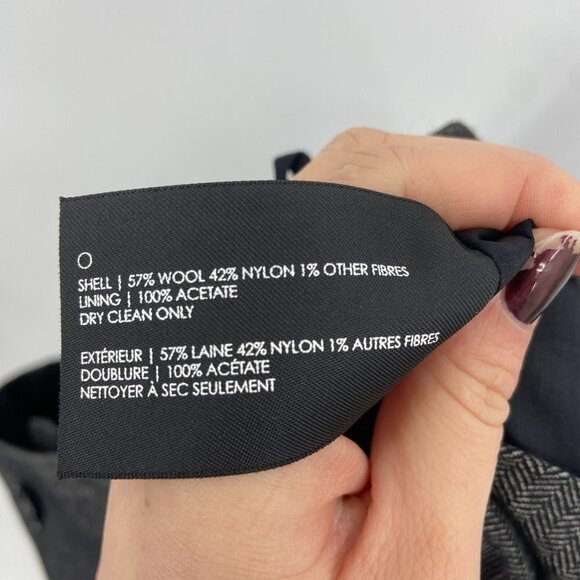 O
SHELL | 57% WOOL 42% NYLON 1% OTHER FIBRES
LINING | 100% ACETATE
DRY CLEAN ONLY
EXTÉRIEUR | 57% LAINE 42% NYLON 1% AUTRES FIBRES
DOUBLURE | 100% ACÉTATE
NETTOYER À SEC SEULEMENT